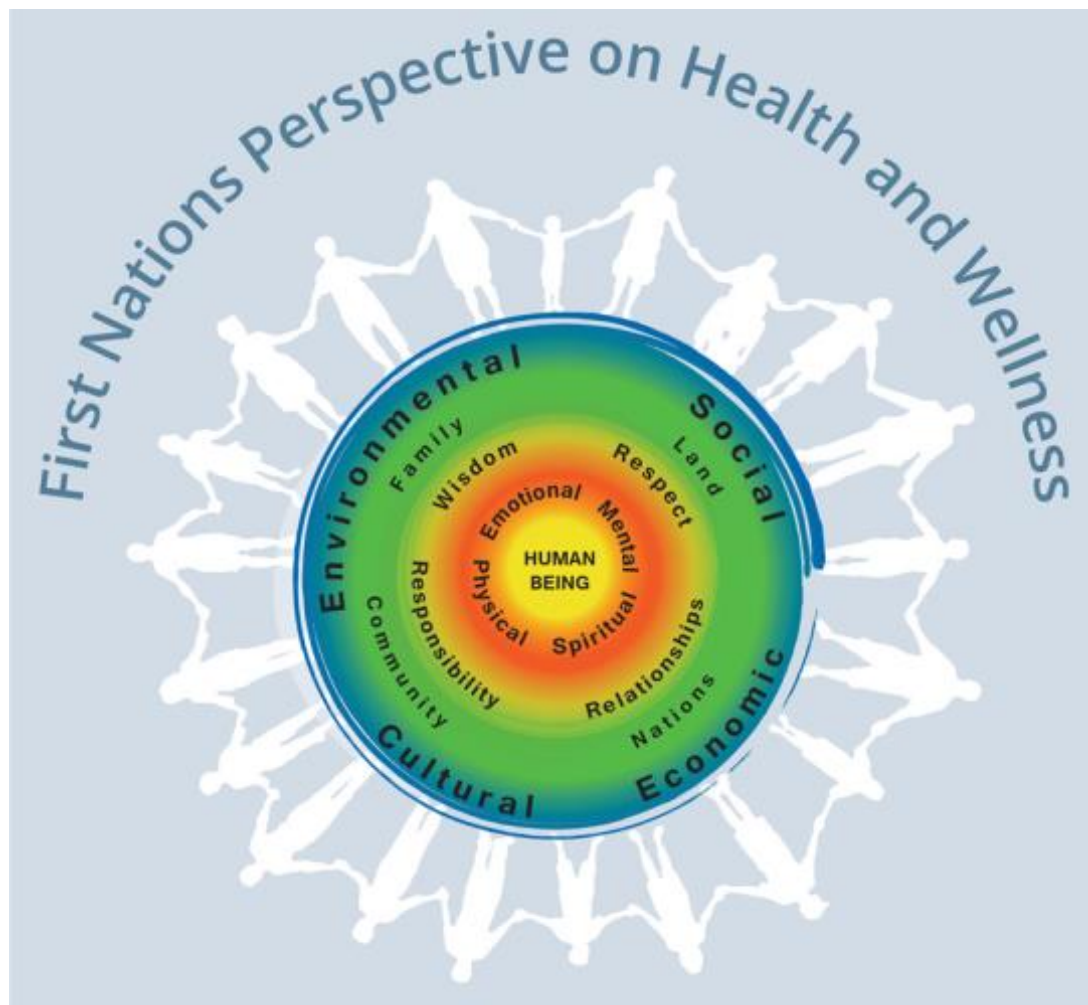 First Nations Perspective on Health and Wellness
Environmental
Social
Family
Land
Wisdom
Respect
Emotional
Mental
HUMAN
BEING
Physical
Spiritual
Responsibility
Relationships
Community
Nations
Cultural
Economic